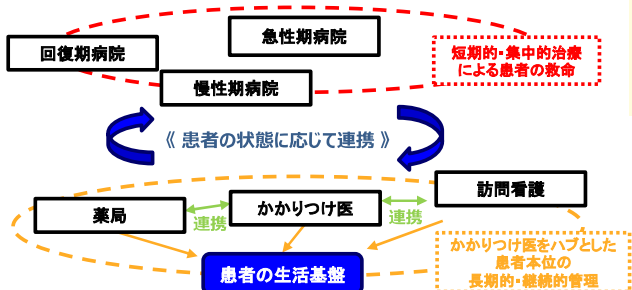 急性期病院
回復期病院
慢性期病院
短期的・集中的治療
による患者の救命
《 患者の状態に応じて連携 》
訪問看護
薬局
かかりつけ医
連携
連携
かかりつけ医をハブとした
患者本位の
長期的・継続的管理
患者の生活基盤